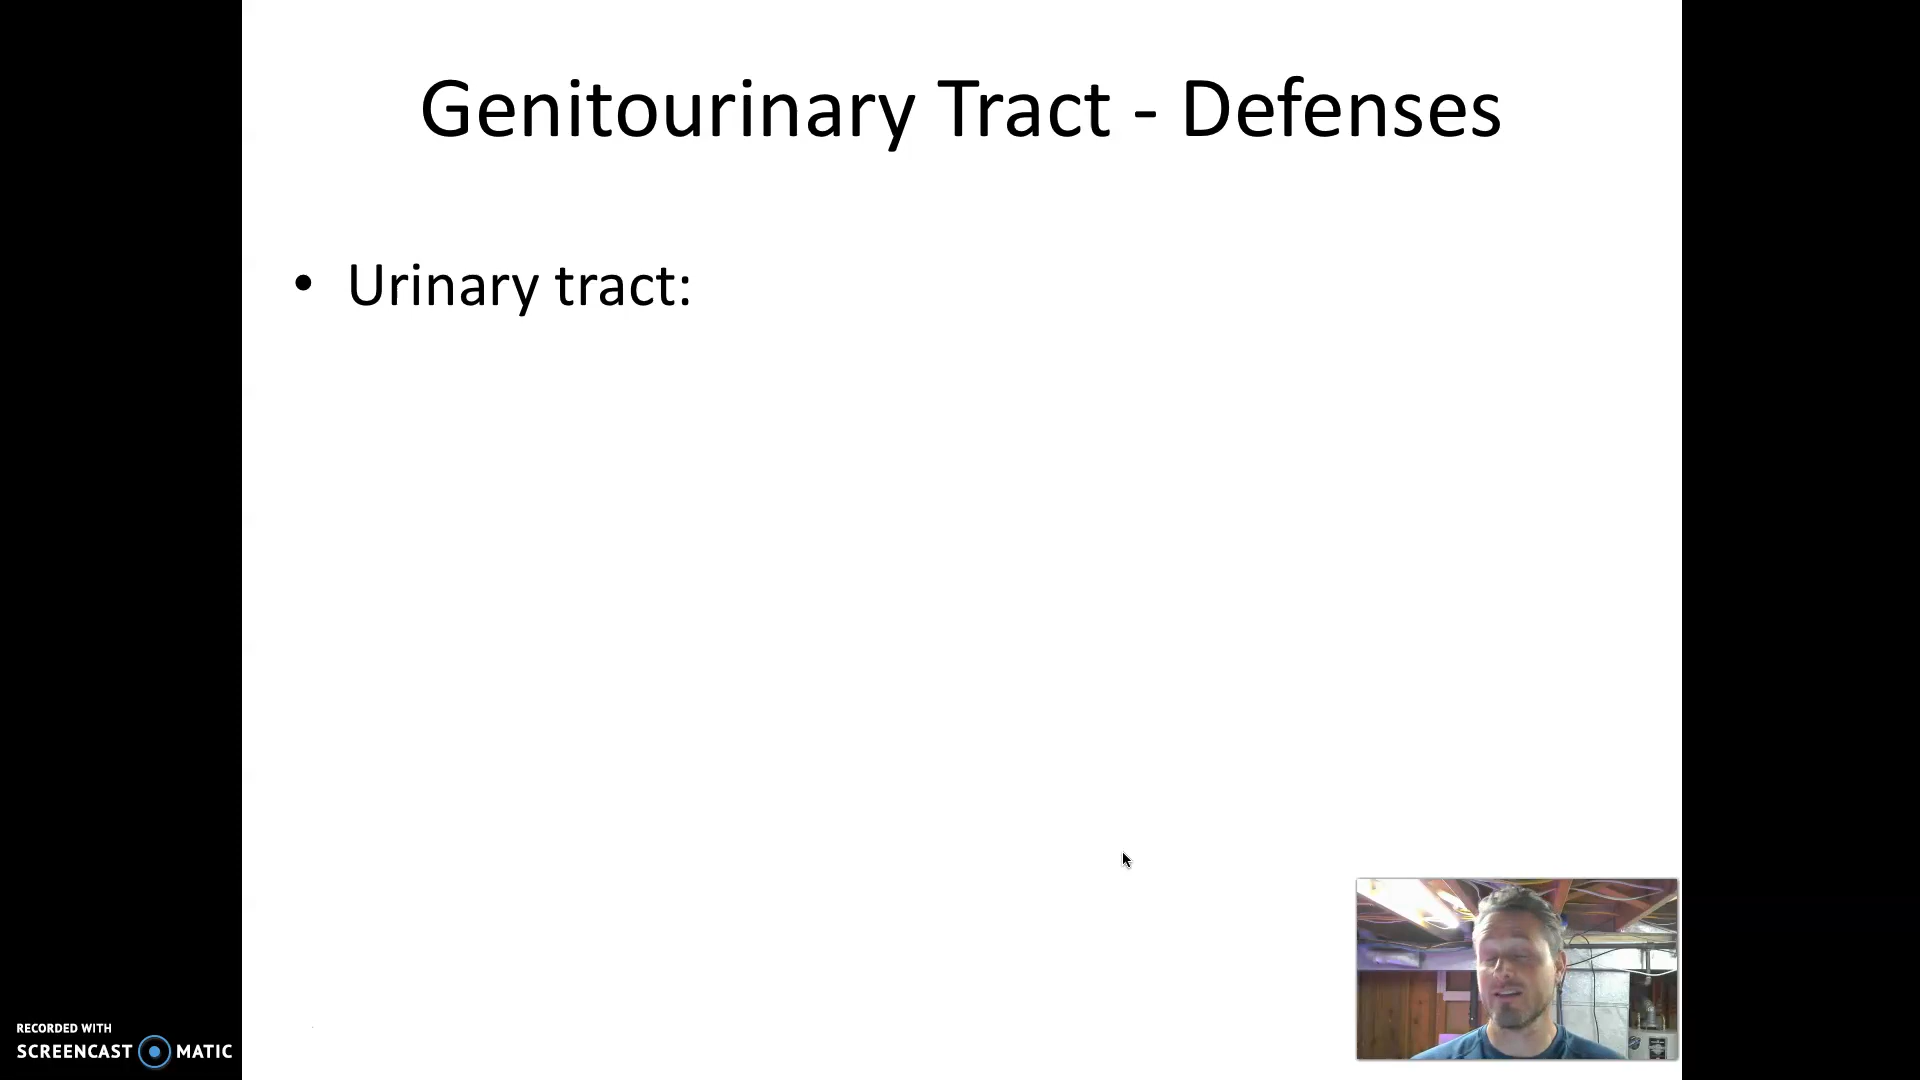 Genitourinary Tract - Defenses
• Urinary tract:
RECORDED WITH
SCREENCAST MATIC